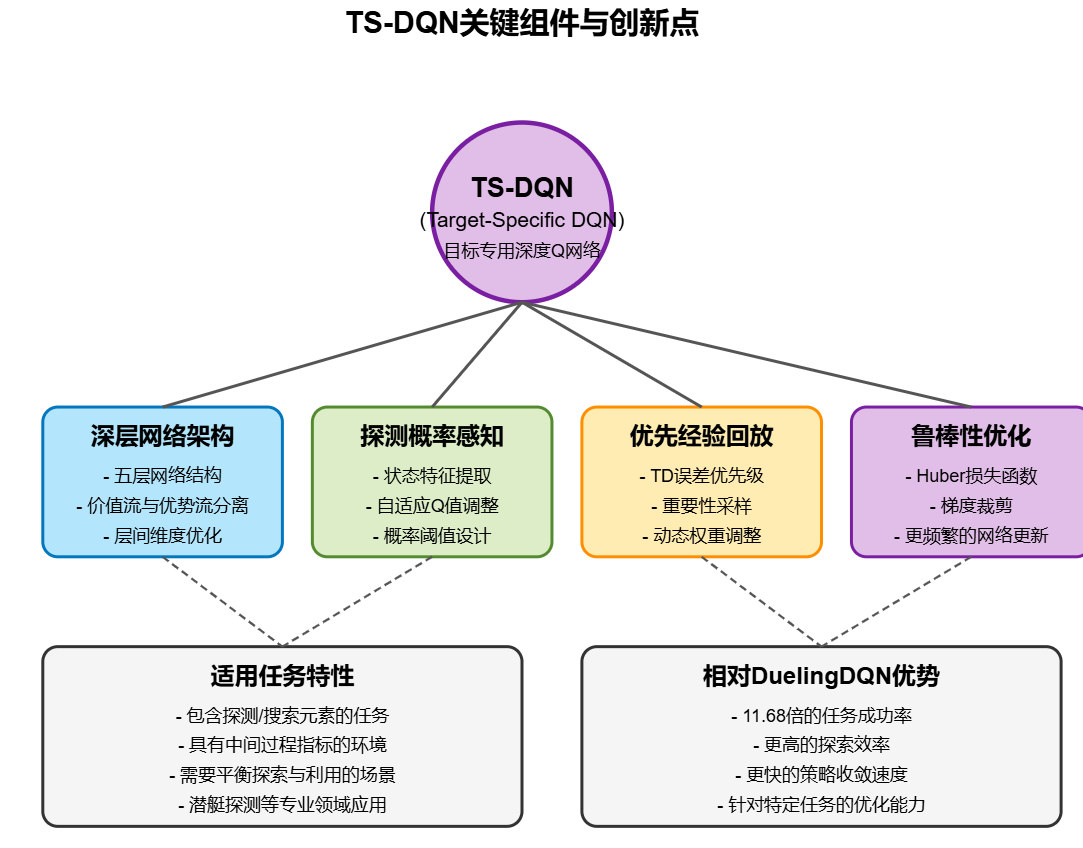 TS-DQN关键组件与创新点
TS-DQN
(Target-Specific DQN)
目标专用深度Q网络
深层网络架构
- 五层网络结构
- 价值流与优势流分离
- 层间维度优化
探测概率感知
- 状态特征提取
- 自适应Q值调整
- 概率阈值设计
优先经验回放
- TD误差优先级
- 重要性采样
- 动态权重调整
鲁棒性优化
- Huber损失函数
- 梯度裁剪
- 更频繁的网络更新
适用任务特性
- 包含探测/搜索元素的任务
- 具有中间过程指标的环境
- 需要平衡探索与利用的场景
- 潜艇探测等专业领域应用
相对DuelingDQN优势
- 11.68倍的任务成功率
- 更高的探索效率
- 更快的策略收敛速度
- 针对特定任务的优化能力